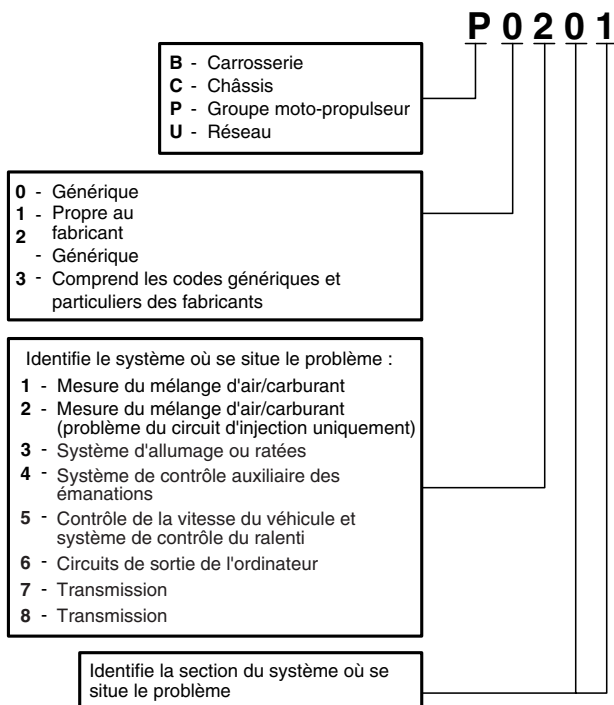 P 0 2 0 1
B - Carrosserie
C - Châssis
P - Groupe moto-propulseur
U - Réseau
0 - Générique
1 - Propre au
2 fabricant
- Générique
3 - Comprend les codes génériques et
particuliers des fabricants
Identifie le système où se situe le problème :
1 - Mesure du mélange d'air/carburant
2 - Mesure du mélange d'air/carburant
(problème du circuit d'injection uniquement)
3 - Système d'allumage ou ratées
4 - Système de contrôle auxiliaire des
émanations
5 - Contrôle de la vitesse du véhicule et
système de contrôle du ralenti
6 - Circuits de sortie de l'ordinateur
7 - Transmission
8 - Transmission
Identifie la section du système où se
situe le problème